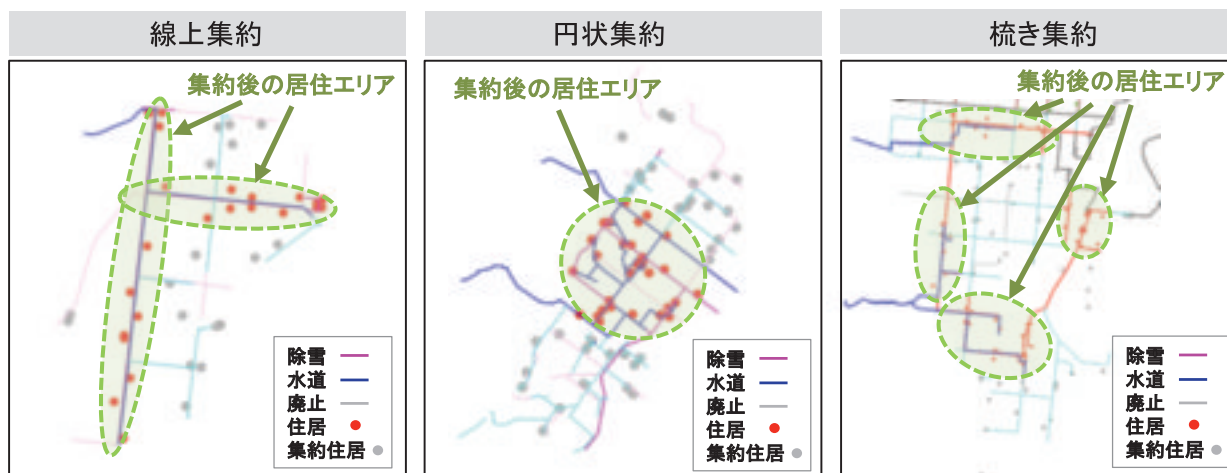 線上集約
集約後の居住エリア
除雪
水道
廃止
住居
集約住居
円状集約
集約後の居住エリア
除雪
水道
廃止
住居
集約住居
梳き集約
集約後の居住エリア
除雪
水道
廃止
住居
集約住居